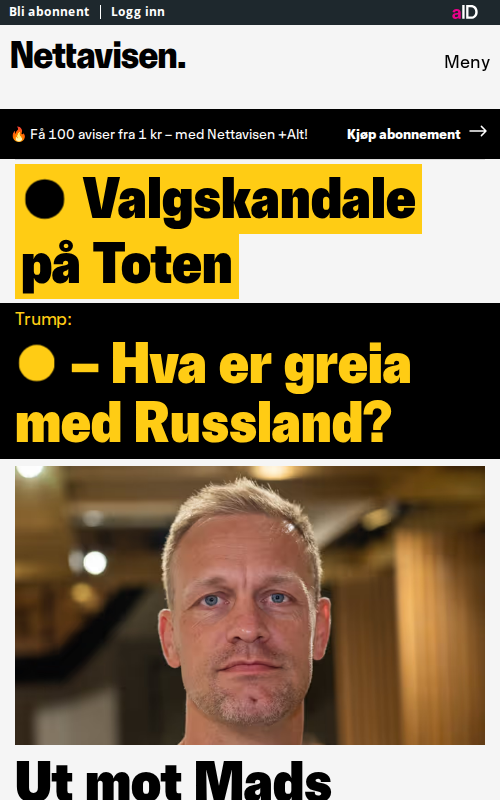 Bli abonnent | Logg inn
aID
Nettavisen.
Meny
🔥 Få 100 aviser fra 1 kr – med Nettavisen +Alt!
Kjøp abonnement →
● Valgskandale
på Toten
Trump:
● – Hva er greia
med Russland?
Ut mot Mads